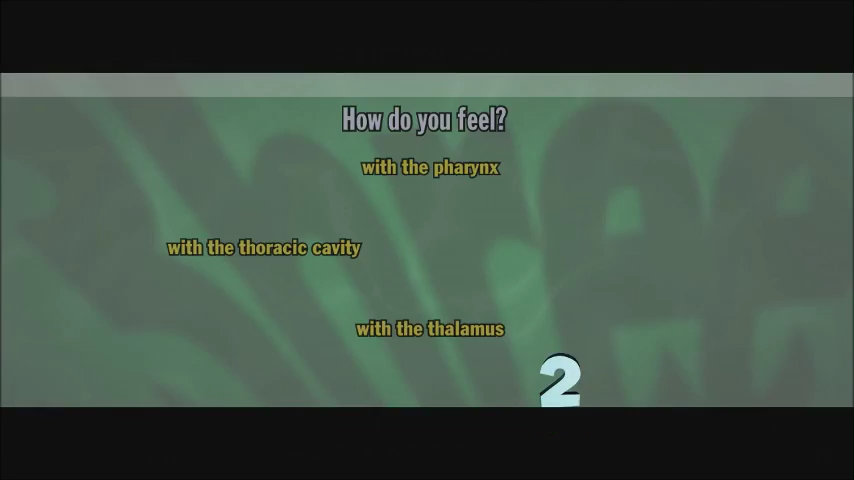 How do you feel?
with the pharynx
with the thoracic cavity
with the thalamus
2